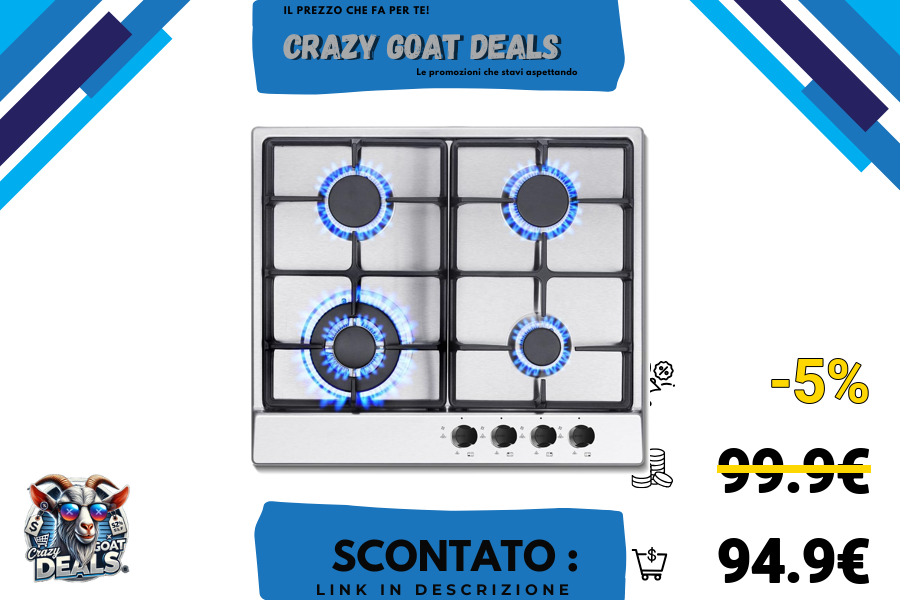 IL PREZZO CHE FA PER TE!
CRAZY GOAT DEALS
Le promozioni che stavi aspettando
-5%
99.9€
94.9€
SCONTATO :
LINK IN DESCRIZIONE
Crazy
GOAT
DEALS